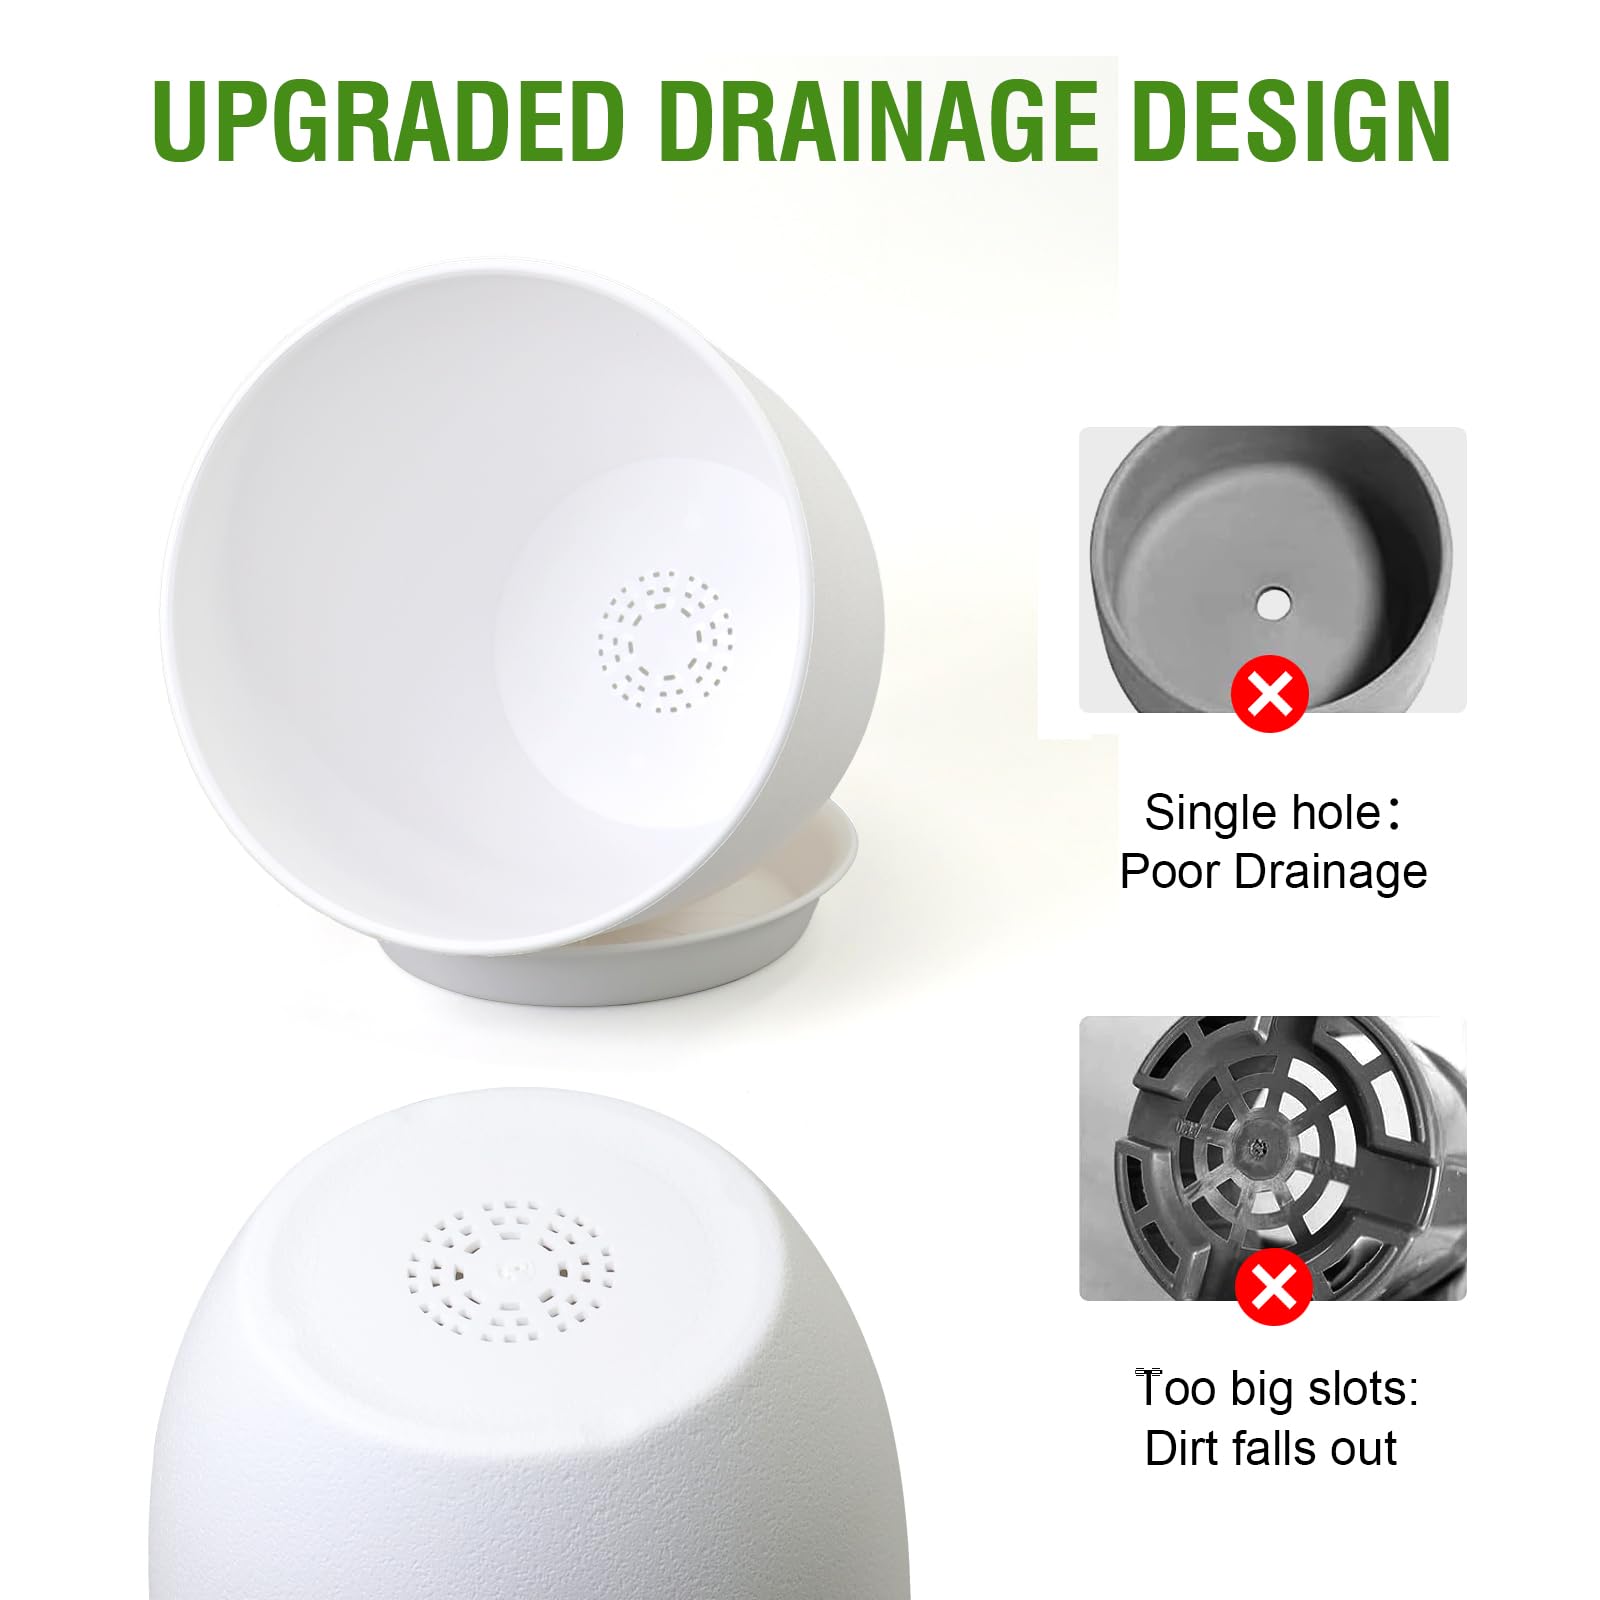 UPGRADED DRAINAGE DESIGN
Single hole：
Poor Drainage
Too big slots:
Dirt falls out